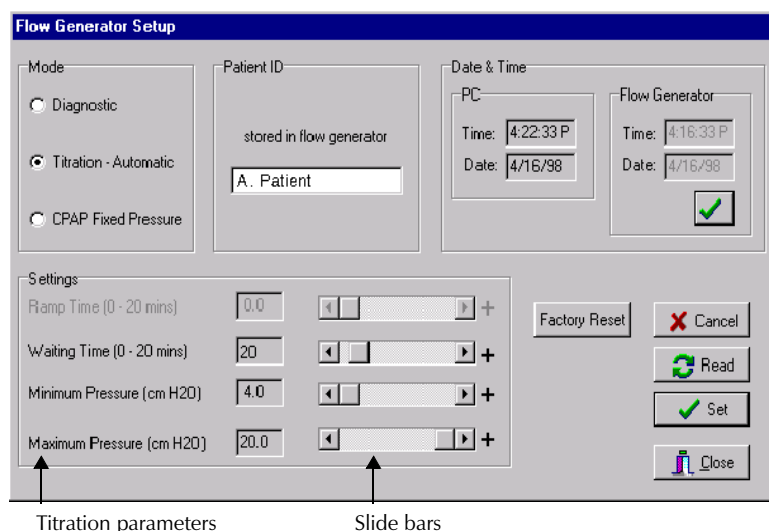 Flow Generator Setup
Mode
Diagnostic
Titration - Automatic
CPAP Fixed Pressure
Patient ID
stored in flow generator
A. Patient
Date & Time
PC
Time: 4:22:33 P
Date: 4/16/98
Flow Generator
Time: 4:16:33 P
Date: 4/16/98
Settings
Ramp Time (0 - 20 mins) 0.0 +
Waiting Time (0 - 20 mins) 20 +
Minimum Pressure (cm H2O) 4.0 +
Maximum Pressure (cm H2O) 20.0 +
Factory Reset
Cancel
Read
Set
Close
Titration parameters
Slide bars